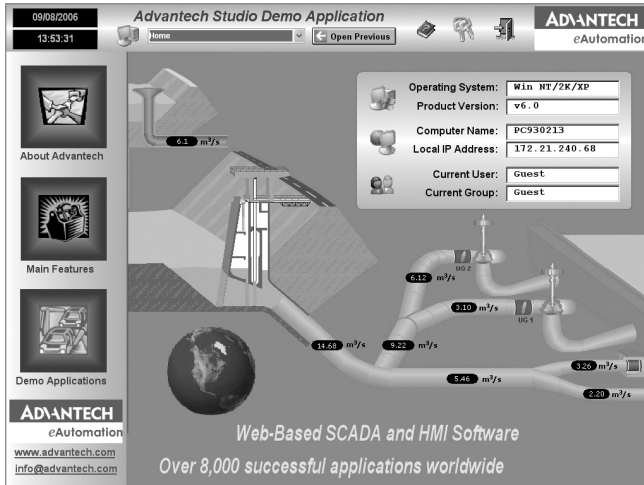 09/08/2006
13:53:31
Advantech Studio Demo Application
Home
Open Previous
ADVANTECH
eAutomation
About Advantech
Main Features
Demo Applications
ADVANTECH
eAutomation
www.advantech.com
info@advantech.com
Operating System: Win NT/2K/XP
Product Version: v6.0
Computer Name: PC930213
Local IP Address: 172.21.240.68
Current User: Guest
Current Group: Guest
6.1 m³/s
6.12 m³/s
UG 2
3.10 m³/s
UG 1
14.68 m³/s
9.22 m³/s
5.46 m³/s
3.26 m³/s
2.20 m³/s
Web-Based SCADA and HMI Software
Over 8,000 successful applications worldwide